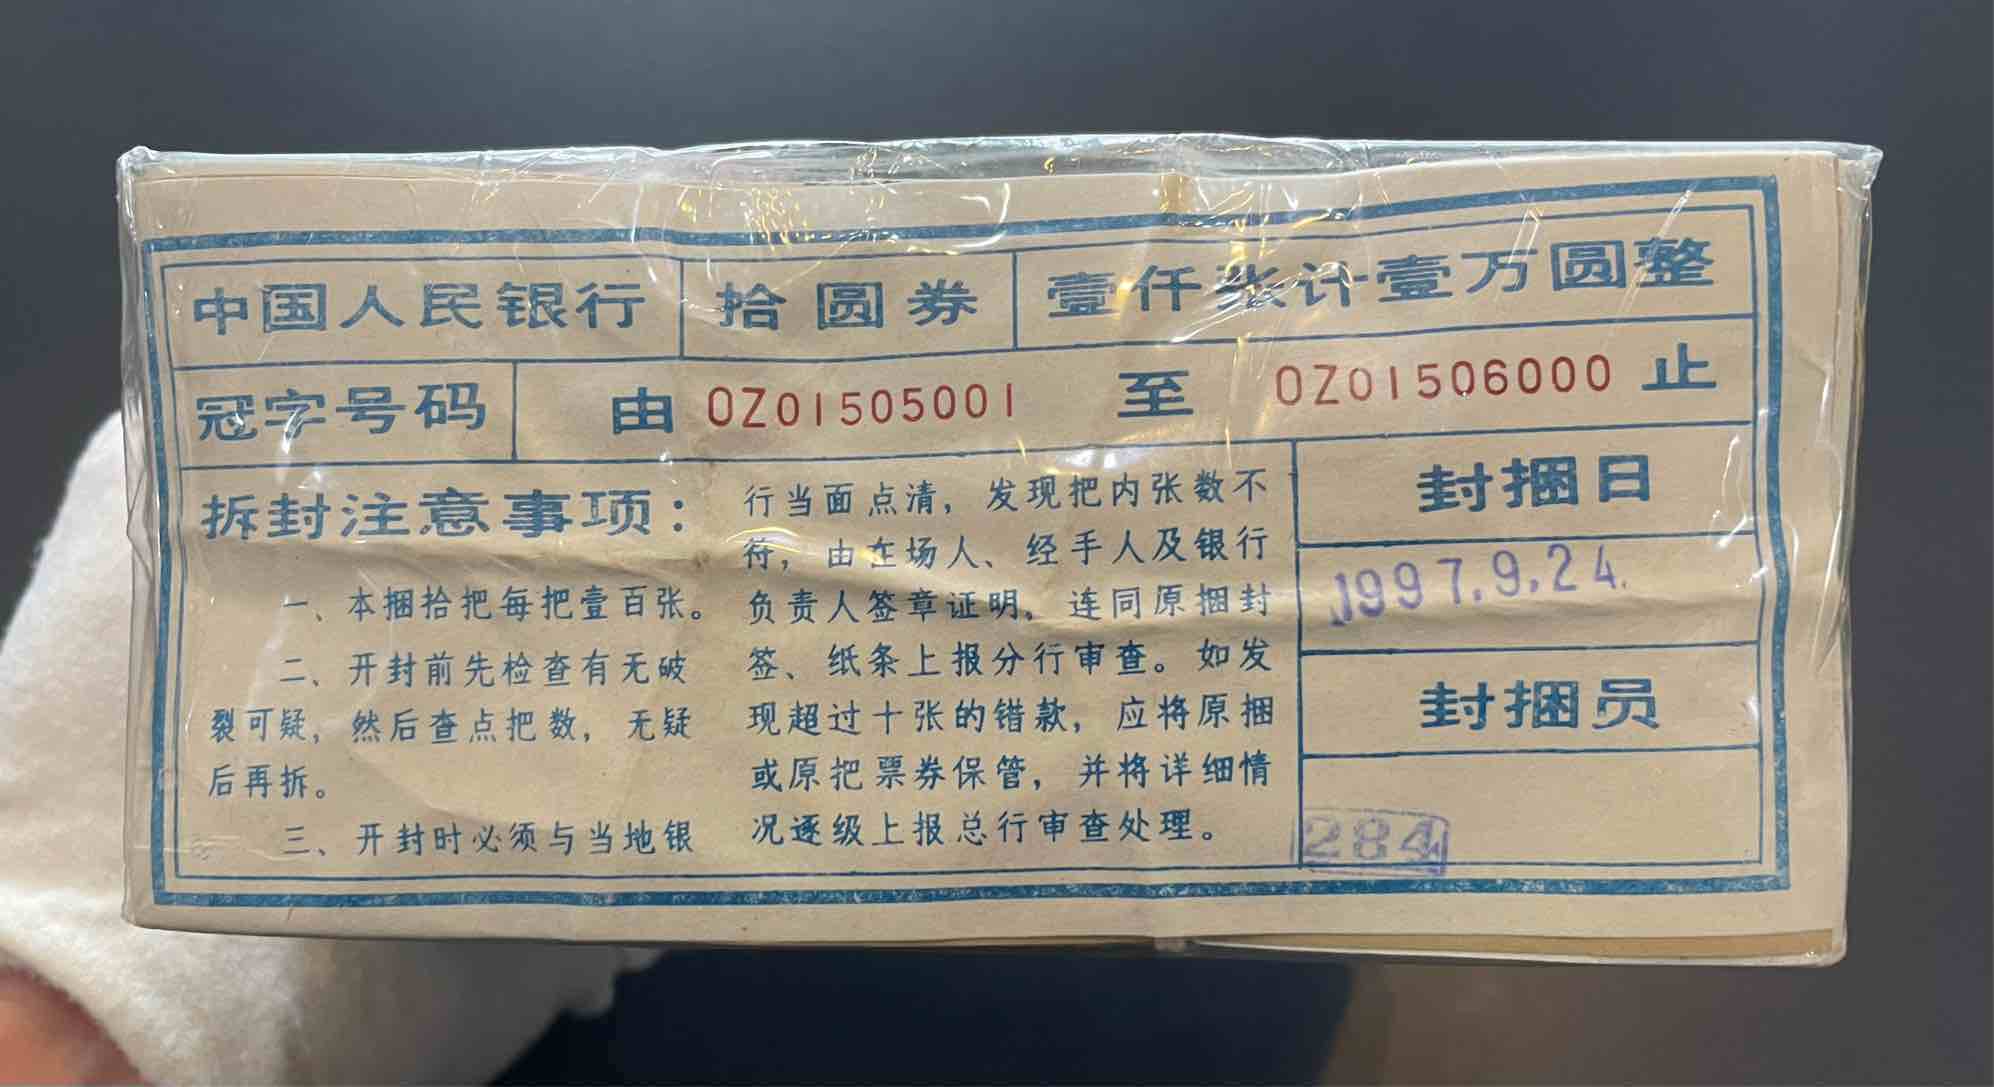 中国人民银行 拾圆券 壹仟张计壹万圆整
冠字号码 由 OZ01505001 至 OZ01506000 止
拆封注意事项：
一、本捆拾把每把壹百张。
二、开封前先检查有无破
裂可疑，然后查点把数，无疑
后再拆。
三、开封时必须与当地银
行当面点清，发现把内张数不
符，由在场人、经手人及银行
负责人签章证明，连同原捆封
签、纸条上报分行审查。如发
现超过十张的错款，应将原捆
或原把票券保管，并将详细情
况逐级上报总行审查处理。
封捆日
1997.9.24.
封捆员
284